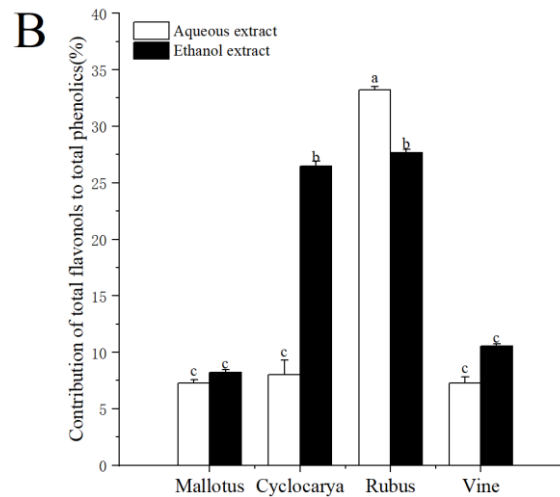 B
Aqueous extract
Ethanol extract
Contribution of total flavonols to total phenolics(%)
40
35
30
25
20
15
10
5
0
c
c
c
b
a
b
c
c
Mallotus Cyclocarya Rubus Vine